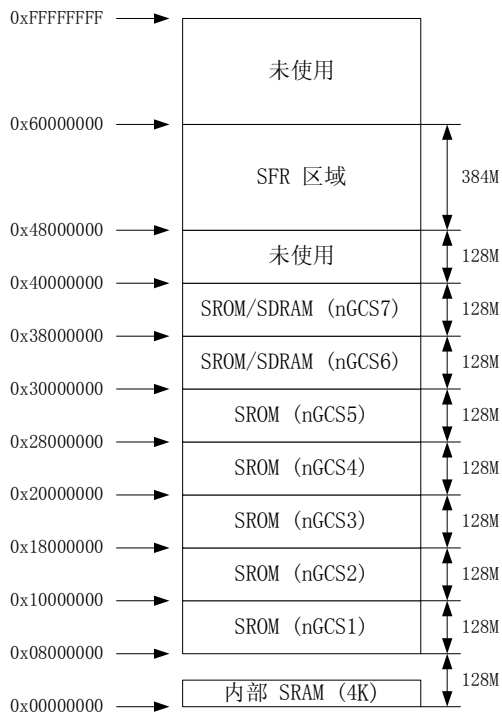 0xFFFFFFFF
未使用
0x60000000
SFR 区域
384M
0x48000000
未使用
128M
0x40000000
SROM/SDRAM (nGCS7)
128M
0x38000000
SROM/SDRAM (nGCS6)
128M
0x30000000
SROM (nGCS5)
128M
0x28000000
SROM (nGCS4)
128M
0x20000000
SROM (nGCS3)
128M
0x18000000
SROM (nGCS2)
128M
0x10000000
SROM (nGCS1)
128M
0x08000000
128M
内部 SRAM (4K)
0x00000000